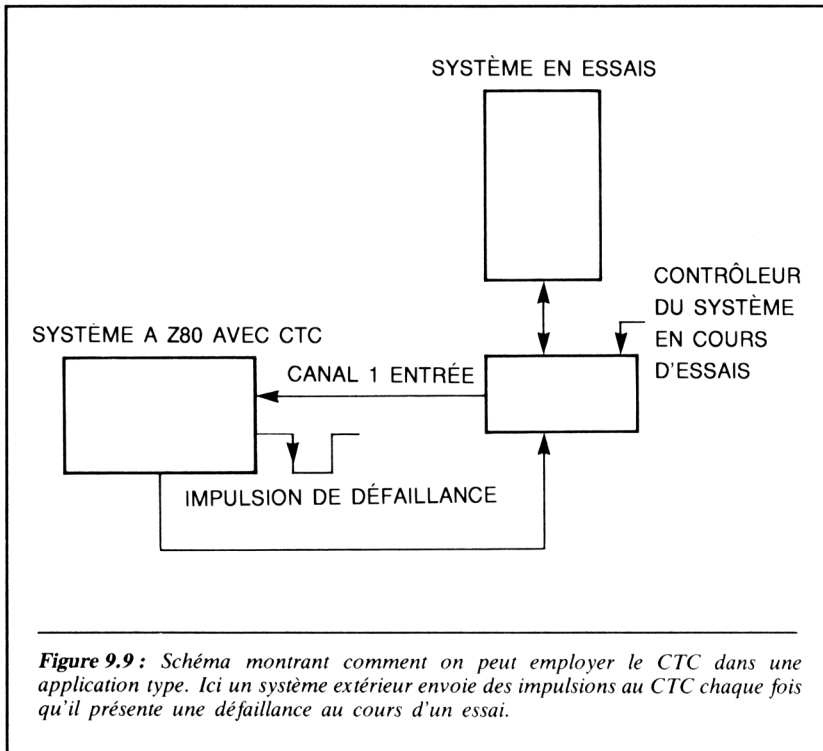 SYSTÈME EN ESSAIS
CONTRÔLEUR
DU SYSTÈME
EN COURS
D'ESSAIS
SYSTÈME A Z80 AVEC CTC
CANAL 1 ENTRÉE
IMPULSION DE DÉFAILLANCE
Figure 9.9 : Schéma montrant comment on peut employer le CTC dans une
application type. Ici un système extérieur envoie des impulsions au CTC chaque fois
qu'il présente une défaillance au cours d'un essai.